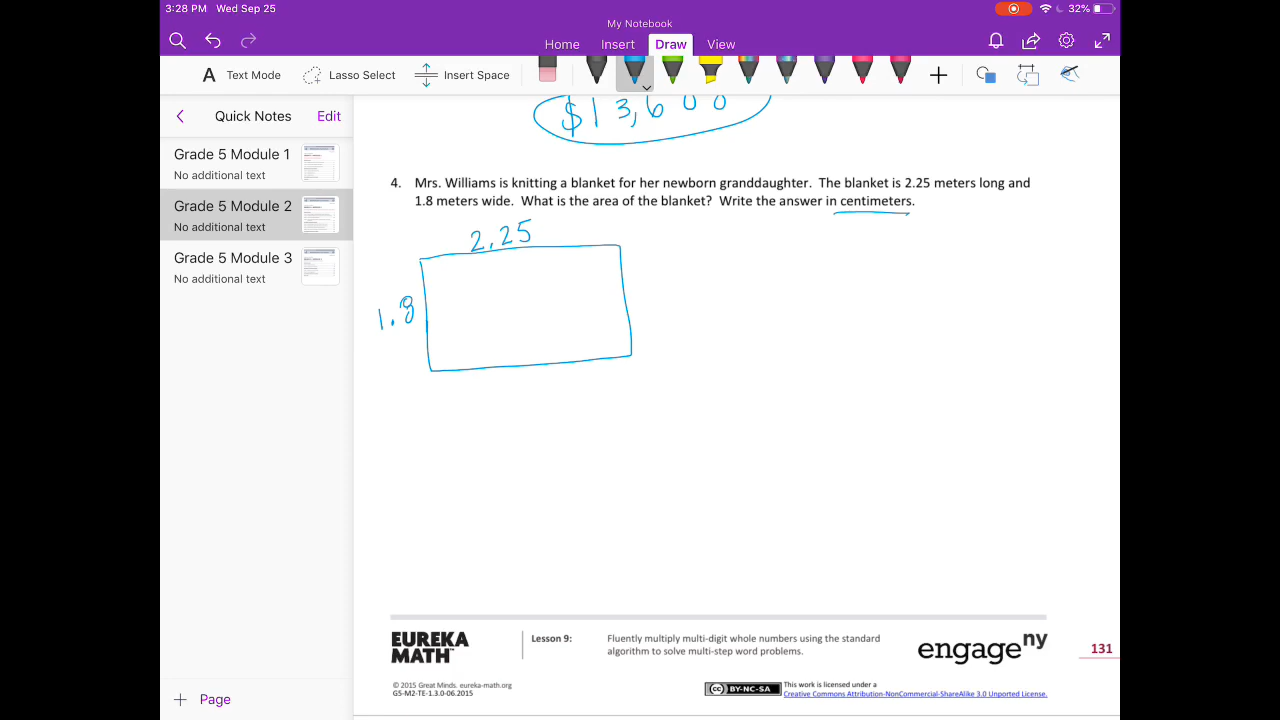 3:28 PM Wed Sep 25
32%
My Notebook
Home Insert Draw View
Text Mode Lasso Select Insert Space
Quick Notes Edit
Grade 5 Module 1
No additional text
Grade 5 Module 2
No additional text
Grade 5 Module 3
No additional text
Page
$13,600
4. Mrs. Williams is knitting a blanket for her newborn granddaughter. The blanket is 2.25 meters long and
1.8 meters wide. What is the area of the blanket? Write the answer in centimeters.
2.25
1.8
EUREKA
MATH™
Lesson 9:
Fluently multiply multi-digit whole numbers using the standard
algorithm to solve multi-step word problems.
engage ny
131
© 2015 Great Minds. eureka-math.org
G5-M2-TE-1.3.0-06.2015
cc BY-NC-SA
This work is licensed under a
Creative Commons Attribution-NonCommercial-ShareAlike 3.0 Unported License.